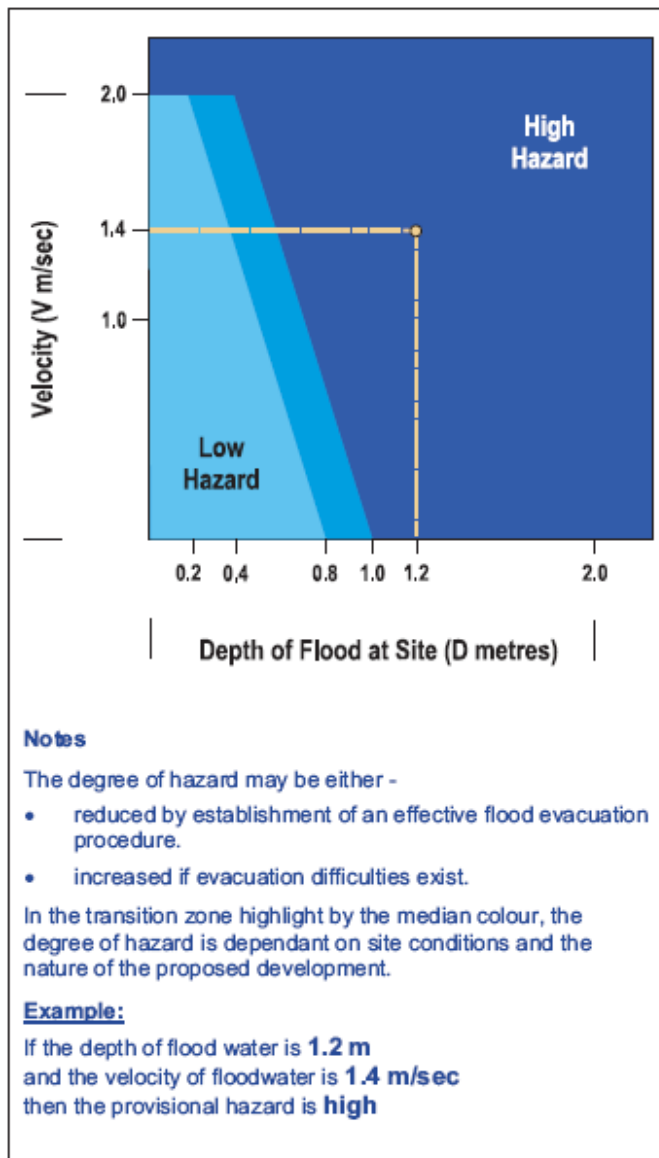 2.0
High
Hazard
1.4
Velocity (V m/sec)
1.0
Low
Hazard
0.2 0,4 0.8 1.0 1.2 2.0
Depth of Flood at Site (D metres)
Notes
The degree of hazard may be either -
• reduced by establishment of an effective flood evacuation
procedure.
• increased if evacuation difficulties exist.
In the transition zone highlight by the median colour, the
degree of hazard is dependant on site conditions and the
nature of the proposed development.
Example:
If the depth of flood water is 1.2 m
and the velocity of floodwater is 1.4 m/sec
then the provisional hazard is high